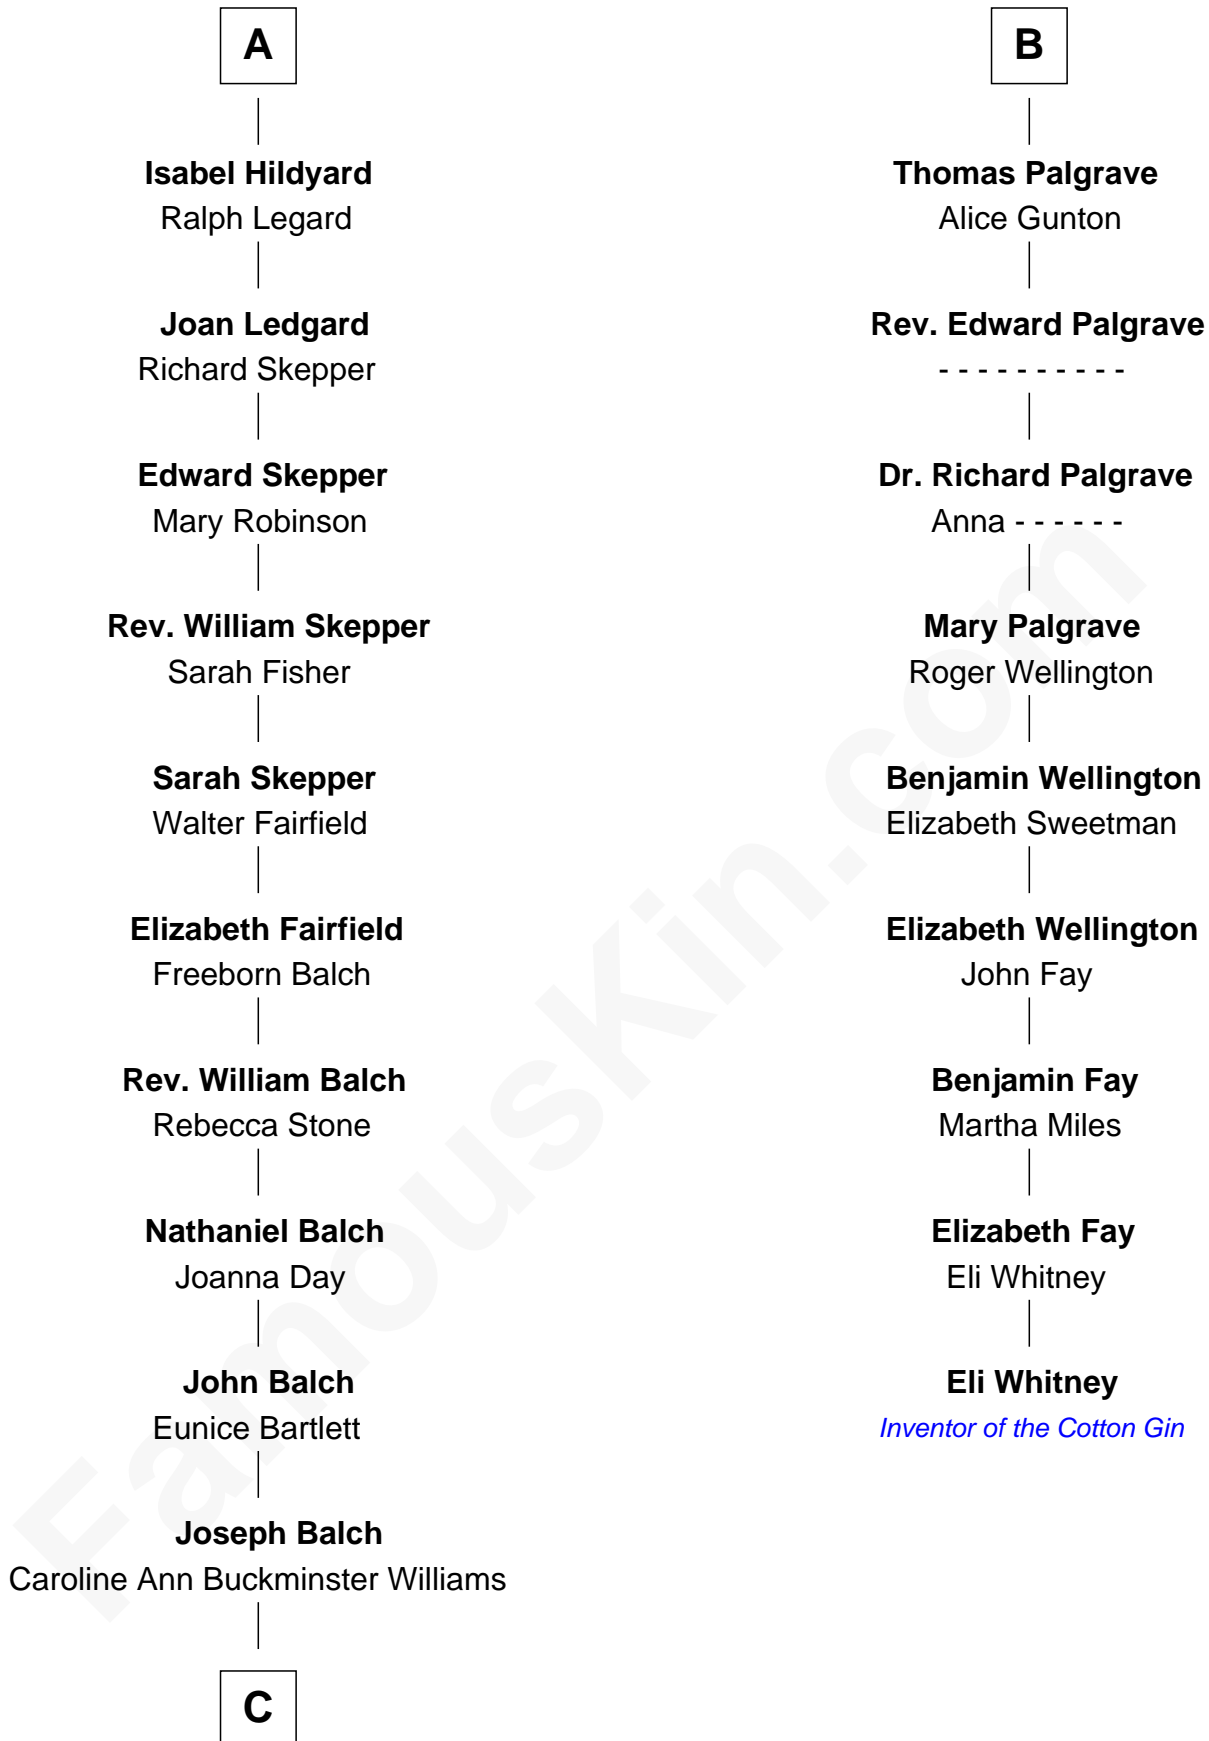 A
Isabel Hildyard
Ralph Legard
Joan Ledgard
Richard Skepper
Edward Skepper
Mary Robinson
Rev. William Skepper
Sarah Fisher
Sarah Skepper
Walter Fairfield
Elizabeth Fairfield
Freeborn Balch
Rev. William Balch
Rebecca Stone
Nathaniel Balch
Joanna Day
John Balch
Eunice Bartlett
Joseph Balch
Caroline Ann Buckminster Williams
C
B
Thomas Palgrave
Alice Gunton
Rev. Edward Palgrave
- - - - - - - - - -
Dr. Richard Palgrave
Anna - - - - - -
Mary Palgrave
Roger Wellington
Benjamin Wellington
Elizabeth Sweetman
Elizabeth Wellington
John Fay
Benjamin Fay
Martha Miles
Elizabeth Fay
Eli Whitney
Eli Whitney
Inventor of the Cotton Gin
FamousKin.com